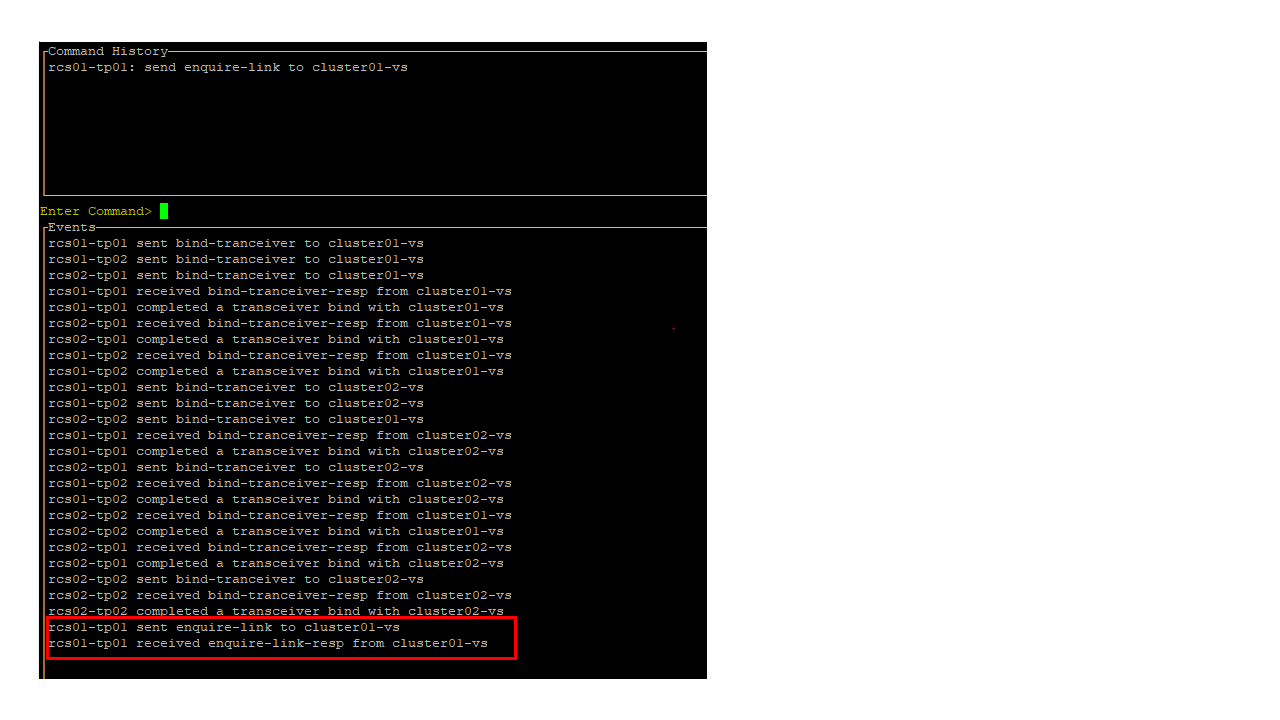 Command History
rcs01-tp01: send enquire-link to cluster01-vs
Enter Command>
Events
rcs01-tp01 sent bind-tranceiver to cluster01-vs
rcs01-tp02 sent bind-tranceiver to cluster01-vs
rcs02-tp01 sent bind-tranceiver to cluster01-vs
rcs01-tp01 received bind-tranceiver-resp from cluster01-vs
rcs01-tp01 completed a transceiver bind with cluster01-vs
rcs02-tp01 received bind-tranceiver-resp from cluster01-vs
rcs02-tp01 completed a transceiver bind with cluster01-vs
rcs01-tp02 received bind-tranceiver-resp from cluster01-vs
rcs01-tp02 completed a transceiver bind with cluster01-vs
rcs01-tp01 sent bind-tranceiver to cluster02-vs
rcs01-tp02 sent bind-tranceiver to cluster02-vs
rcs02-tp02 sent bind-tranceiver to cluster01-vs
rcs01-tp01 received bind-tranceiver-resp from cluster02-vs
rcs01-tp01 completed a transceiver bind with cluster02-vs
rcs02-tp01 sent bind-tranceiver to cluster02-vs
rcs01-tp02 received bind-tranceiver-resp from cluster02-vs
rcs01-tp02 completed a transceiver bind with cluster02-vs
rcs02-tp02 received bind-tranceiver-resp from cluster01-vs
rcs02-tp02 completed a transceiver bind with cluster01-vs
rcs02-tp01 received bind-tranceiver-resp from cluster02-vs
rcs02-tp01 completed a transceiver bind with cluster02-vs
rcs02-tp02 sent bind-tranceiver to cluster02-vs
rcs02-tp02 received bind-tranceiver-resp from cluster02-vs
rcs02-tp02 completed a transceiver bind with cluster02-vs
rcs01-tp01 sent enquire-link to cluster01-vs
rcs01-tp01 received enquire-link-resp from cluster01-vs